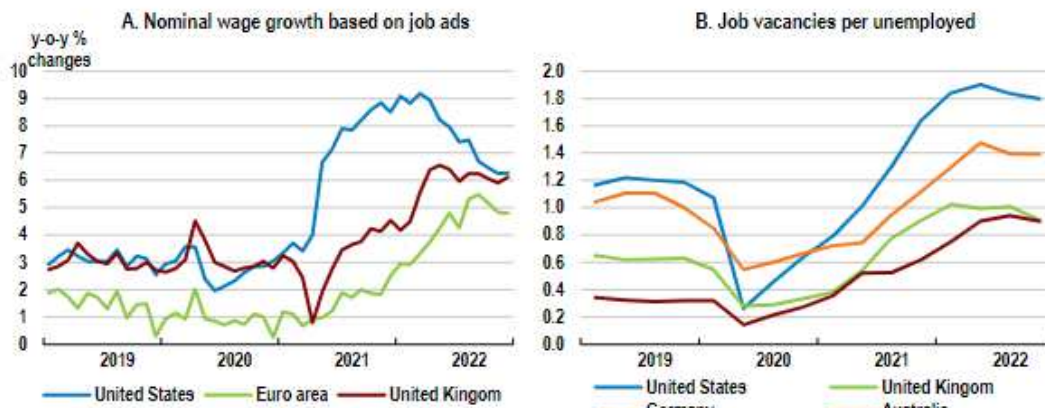 A. Nominal wage growth based on job ads
y-o-y %
changes
10
9
8
7
6
5
4
3
2
1
0
2019 2020 2021 2022
United States Euro area United Kingom
B. Job vacancies per unemployed
2.0
1.8
1.6
1.4
1.2
1.0
0.8
0.6
0.4
0.2
0.0
2019 2020 2021 2022
United States United Kingdom
Germany Australia